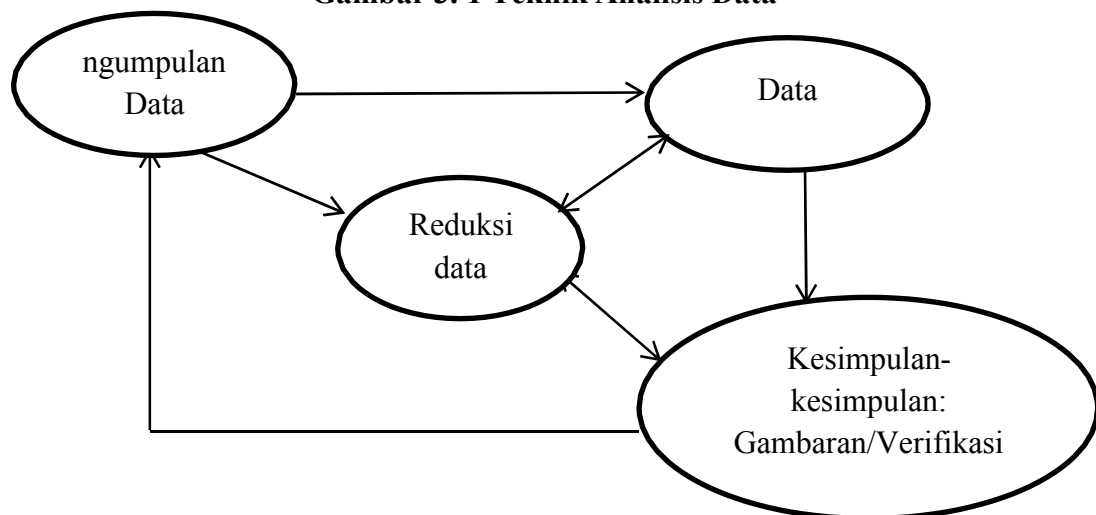 Gambar 3. 1 Teknik Analisis Data
ngumpulan
Data
Data
Reduksi
data
Kesimpulan-
kesimpulan:
Gambaran/Verifikasi